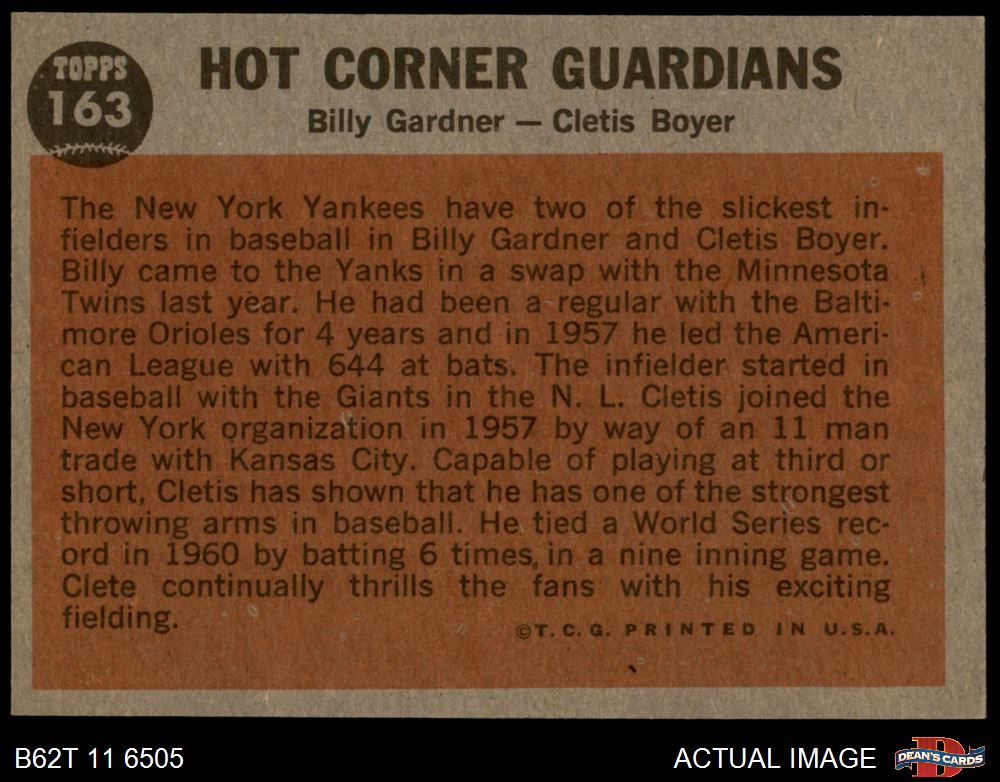 TOPPS
163
HOT CORNER GUARDIANS
Billy Gardner — Cletis Boyer
The New York Yankees have two of the slickest in-
fielders in baseball in Billy Gardner and Cletis Boyer.
Billy came to the Yanks in a swap with the Minnesota
Twins last year. He had been a regular with the Balti-
more Orioles for 4 years and in 1957 he led the Ameri-
can League with 644 at bats. The infielder started in
baseball with the Giants in the N. L. Cletis joined the
New York organization in 1957 by way of an 11 man
trade with Kansas City. Capable of playing at third or
short, Cletis has shown that he has one of the strongest
throwing arms in baseball. He tied a World Series rec-
ord in 1960 by batting 6 times in a nine inning game.
Clete continually thrills the fans with his exciting
fielding.
©T. C. G. PRINTED IN U.S.A.
B62T 11 6505
ACTUAL IMAGE
D
DEAN'S CARDS